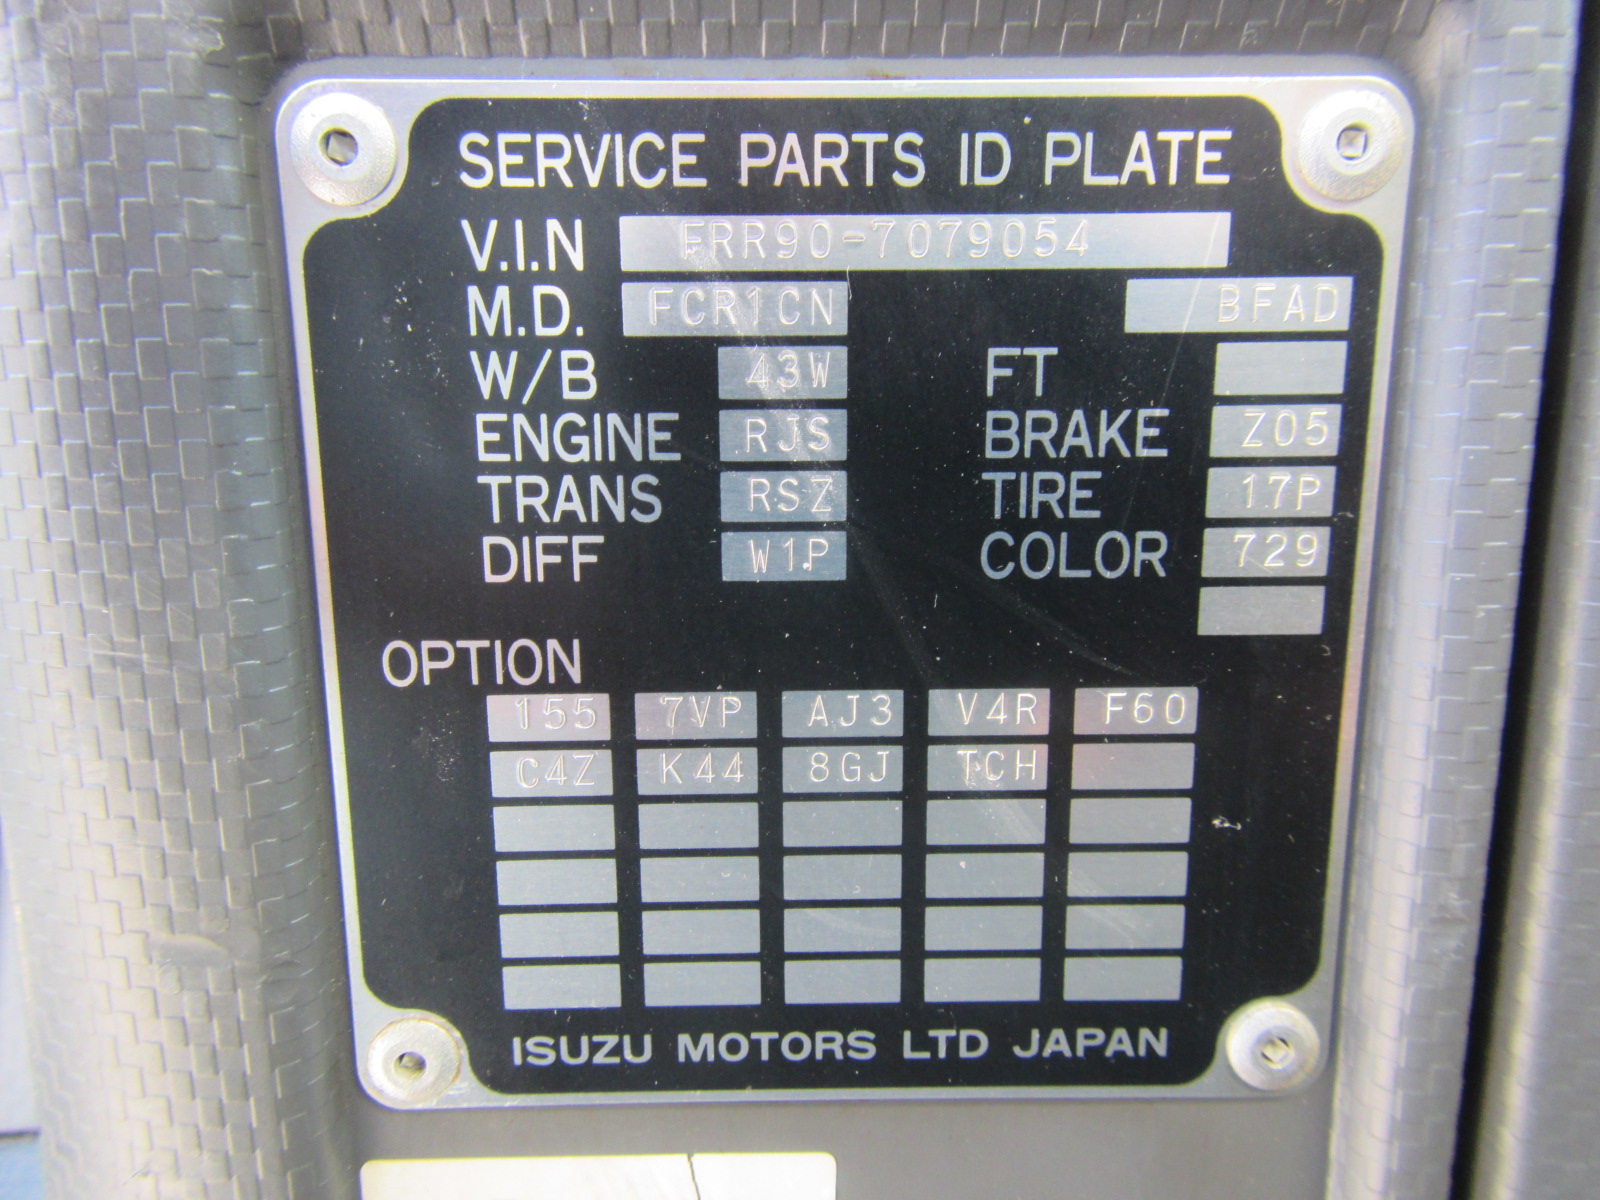 SERVICE PARTS ID PLATE
V.I.N FRR90-7079054
M.D. FCR1CN BFAD
W/B 43W FT
ENGINE RJS BRAKE Z05
TRANS RSZ TIRE 17P
DIFF W1P COLOR 729
OPTION
155 7VP AJ3 V4R F60
C4Z K44 8GJ TCH
ISUZU MOTORS LTD JAPAN